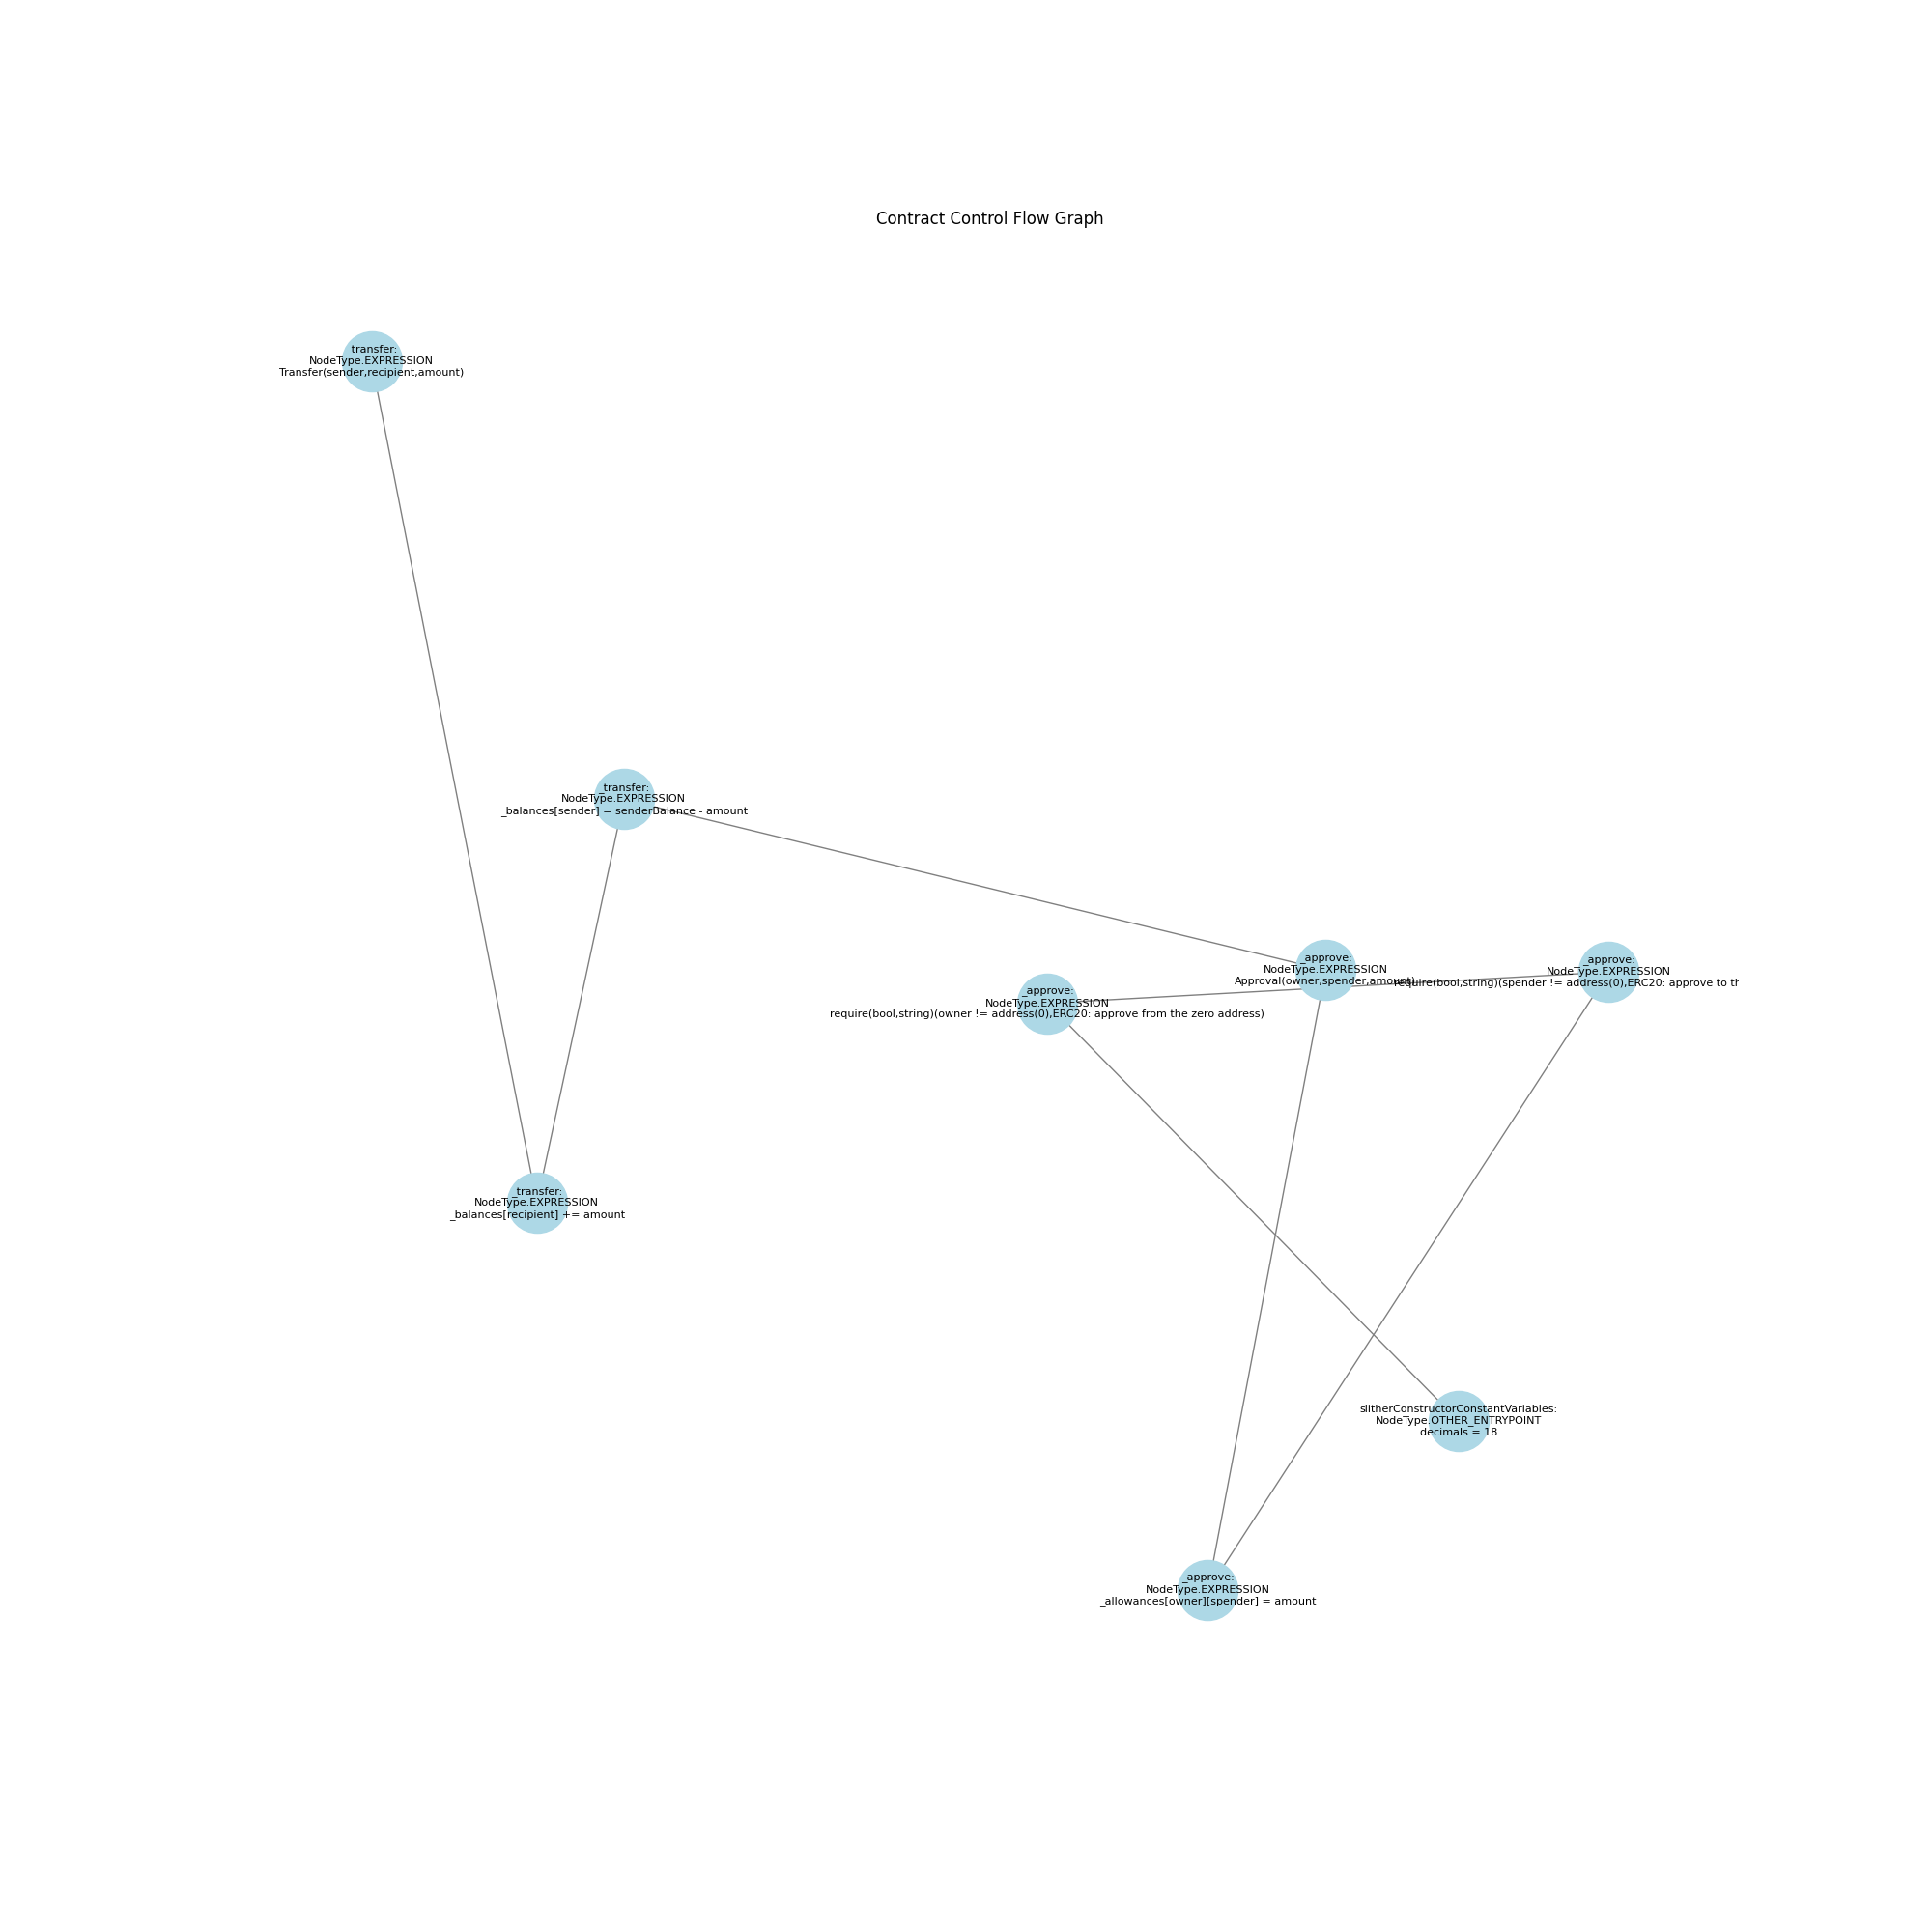 Contract Control Flow Graph
_transfer:
NodeType.EXPRESSION
Transfer(sender,recipient,amount)
_transfer:
NodeType.EXPRESSION
_balances[sender] = senderBalance - amount
_approve:
NodeType.EXPRESSION
Approval(owner,spender,amount)
_approve:
NodeType.EXPRESSION
require(bool,string)(spender != address(0),ERC20: approve to th
_approve:
NodeType.EXPRESSION
require(bool,string)(owner != address(0),ERC20: approve from the zero address)
_transfer:
NodeType.EXPRESSION
_balances[recipient] += amount
slitherConstructorConstantVariables:
NodeType.OTHER_ENTRYPOINT
decimals = 18
_approve:
NodeType.EXPRESSION
_allowances[owner][spender] = amount